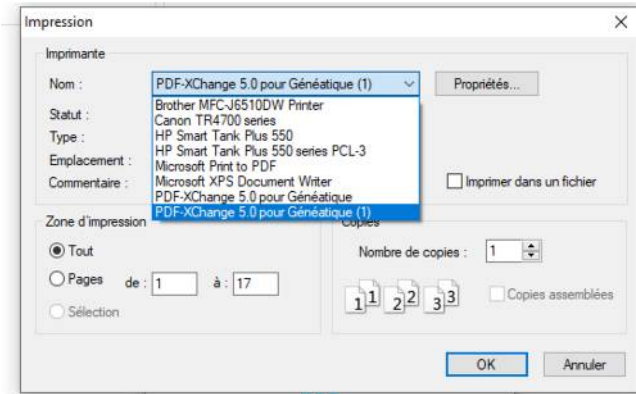 Impression
Imprimante
Nom : PDF-XChange 5.0 pour Généatique (1) Propriétés...
Brother MFC-J6510DW Printer
Statut : Canon TR4700 series
Type : HP Smart Tank Plus 550
HP Smart Tank Plus 550 series PCL-3
Emplacement : Microsoft Print to PDF
Commentaire : Microsoft XPS Document Writer Imprimer dans un fichier
PDF-XChange 5.0 pour Généatique
PDF-XChange 5.0 pour Généatique (1)
Zone d'impression Copies
Tout Nombre de copies : 1
Pages de : 1 à : 17
1 1 2 2 3 3 Copies assemblées
Sélection
OK Annuler